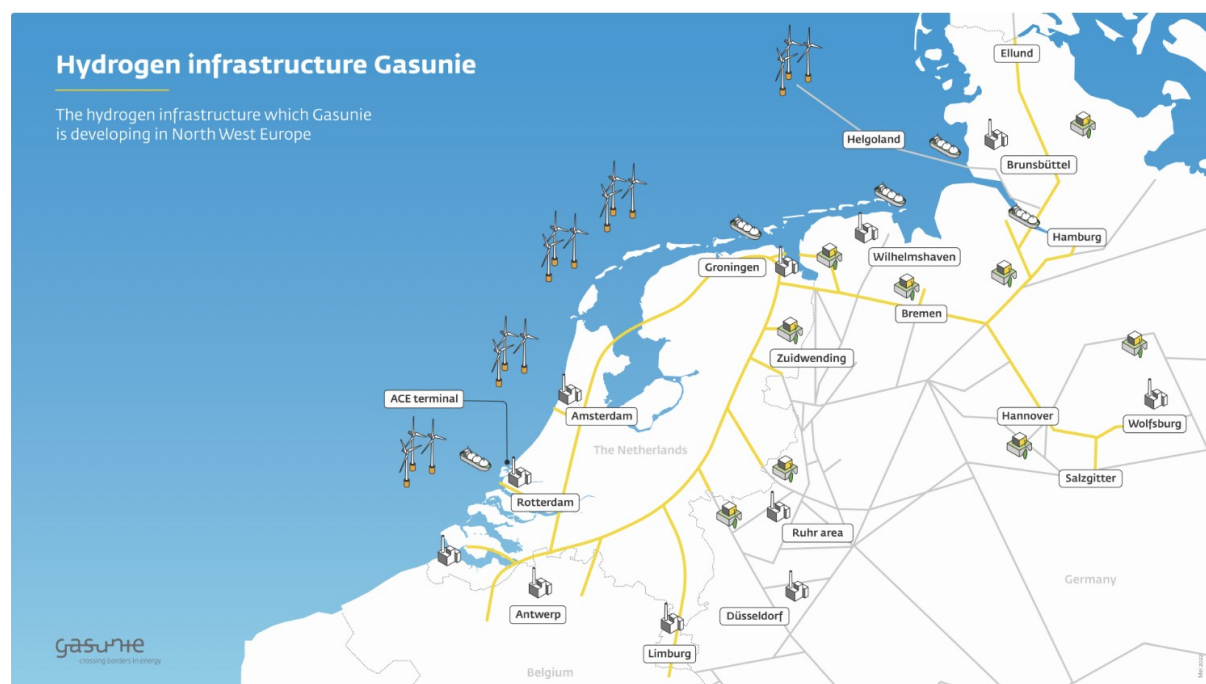 Hydrogen infrastructure Gasunie
The hydrogen infrastructure which Gasunie
is developing in North West Europe
Ellund
Helgoland
Brunsbüttel
Hamburg
Groningen
Wilhelmshaven
Bremen
Zuidwending
ACE terminal
Amsterdam
Hannover
Wolfsburg
The Netherlands
Salzgitter
Rotterdam
Ruhr area
Germany
Antwerp
Düsseldorf
Limburg
Belgium
gasunie
crossing borders in energy